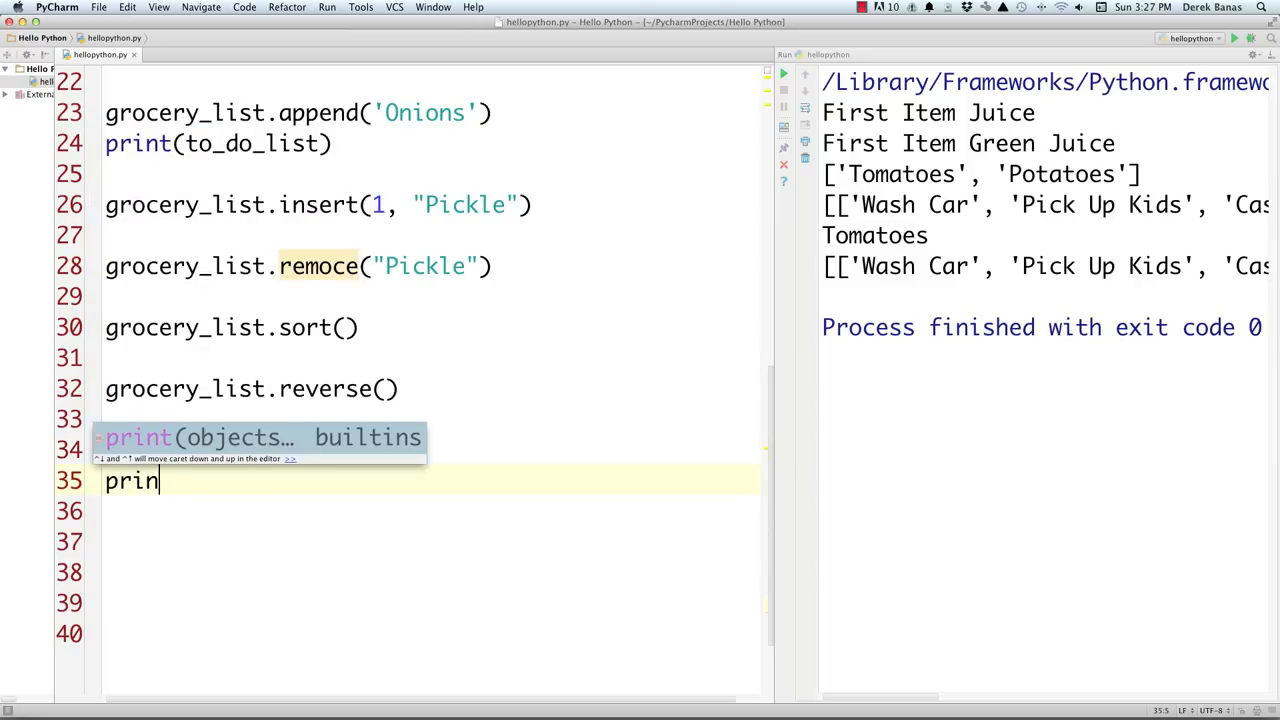 PyCharm File Edit View Navigate Code Refactor Run Tools VCS Window Help 10 Sun 3:27 PM Derek Banas
hellopython.py – Hello Python – [~/PycharmProjects/Hello Python]
Hello Python hellopython.py hellopython
hellopython.py × Run hellopython
Hello P
hello
Extern
22
23 grocery_list.append('Onions')
24 print(to_do_list)
25
26 grocery_list.insert(1, "Pickle")
27
28 grocery_list.remoce("Pickle")
29
30 grocery_list.sort()
31
32 grocery_list.reverse()
33
print(objects… builtins
34
^↓ and ^↑ will move caret down and up in the editor >>
35 prin
36
37
38
39
40
/Library/Frameworks/Python.framewo
First Item Juice
First Item Green Juice
['Tomatoes', 'Potatoes']
[['Wash Car', 'Pick Up Kids', 'Cas
Tomatoes
[['Wash Car', 'Pick Up Kids', 'Cas
Process finished with exit code 0
35:5 LF UTF-8